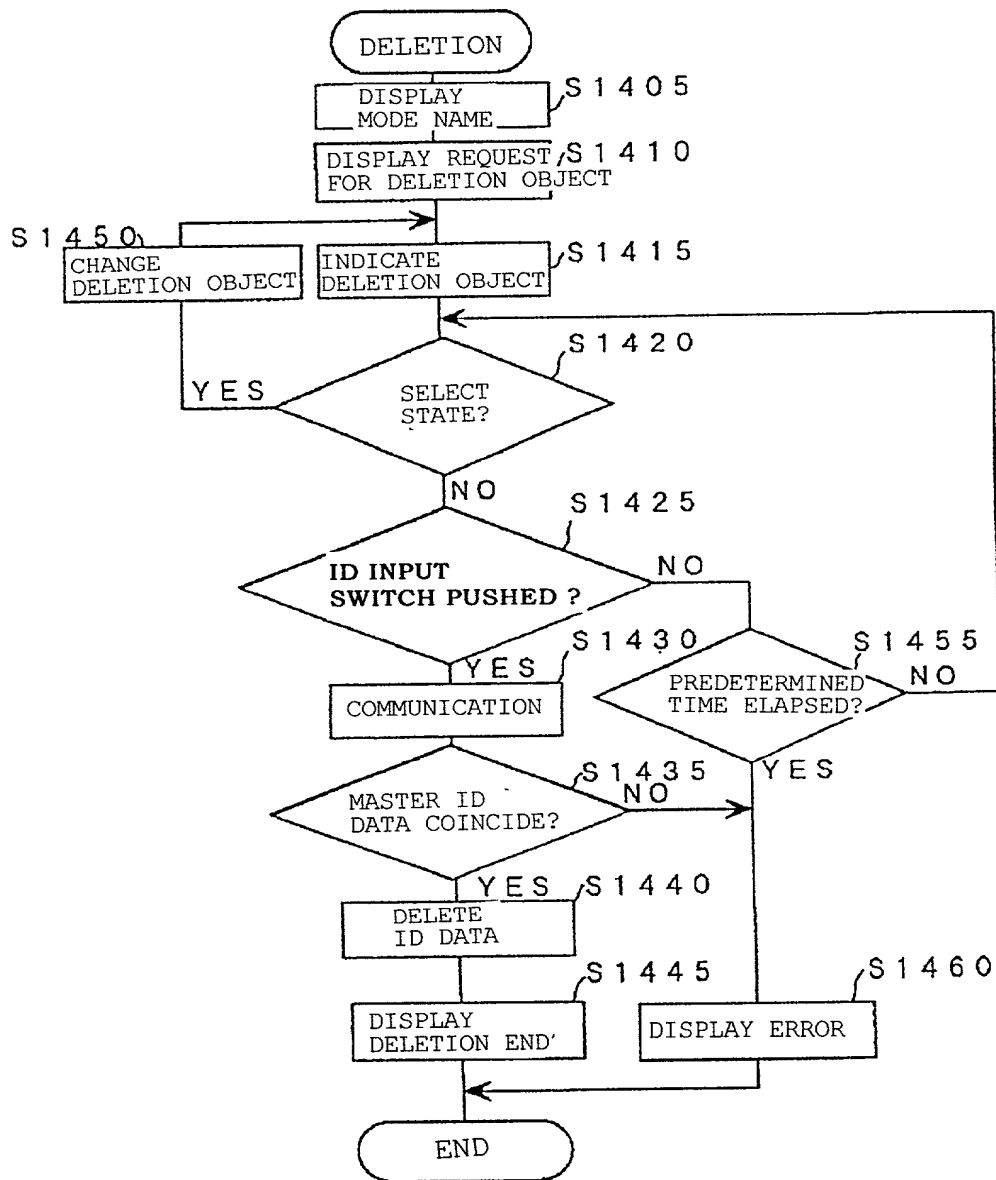 DELETION
DISPLAY
MODE NAME
S1405
DISPLAY REQUEST
FOR DELETION OBJECT
S1410
S1450
CHANGE
DELETION OBJECT
INDICATE
DELETION OBJECT
S1415
S1420
YES
SELECT
STATE?
NO
S1425
ID INPUT
SWITCH PUSHED ?
NO
S1430
YES
S1455
COMMUNICATION
PREDETERMINED
TIME ELAPSED?
NO
S1435
YES
MASTER ID
DATA COINCIDE?
NO
YES
S1440
DELETE
ID DATA
S1445
S1460
DISPLAY
DELETION END'
DISPLAY ERROR
END